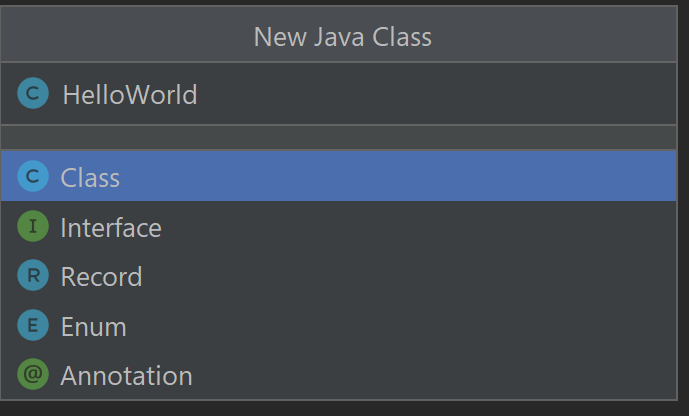 New Java Class
C HelloWorld
C Class
I Interface
R Record
E Enum
@ Annotation